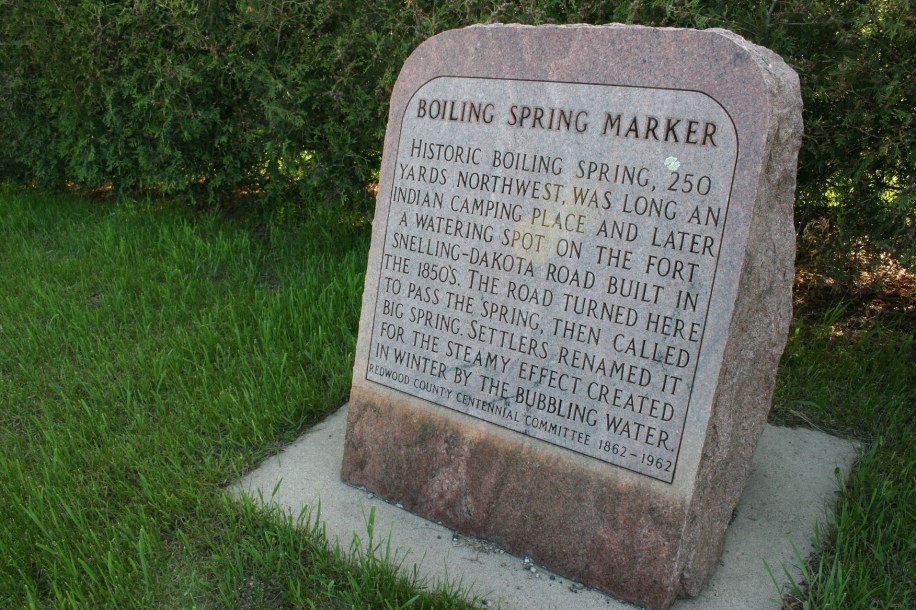 BOILING SPRING MARKER
HISTORIC BOILING SPRING, 250
YARDS NORTHWEST, WAS LONG AN
INDIAN CAMPING PLACE AND LATER
A WATERING SPOT ON THE FORT
SNELLING-DAKOTA ROAD BUILT IN
THE 1850'S. THE ROAD TURNED HERE
TO PASS THE SPRING, THEN CALLED
BIG SPRING. SETTLERS RENAMED IT
FOR THE STEAMY EFFECT CREATED
IN WINTER BY THE BUBBLING WATER.
REDWOOD COUNTY CENTENNIAL COMMITTEE 1862-1962